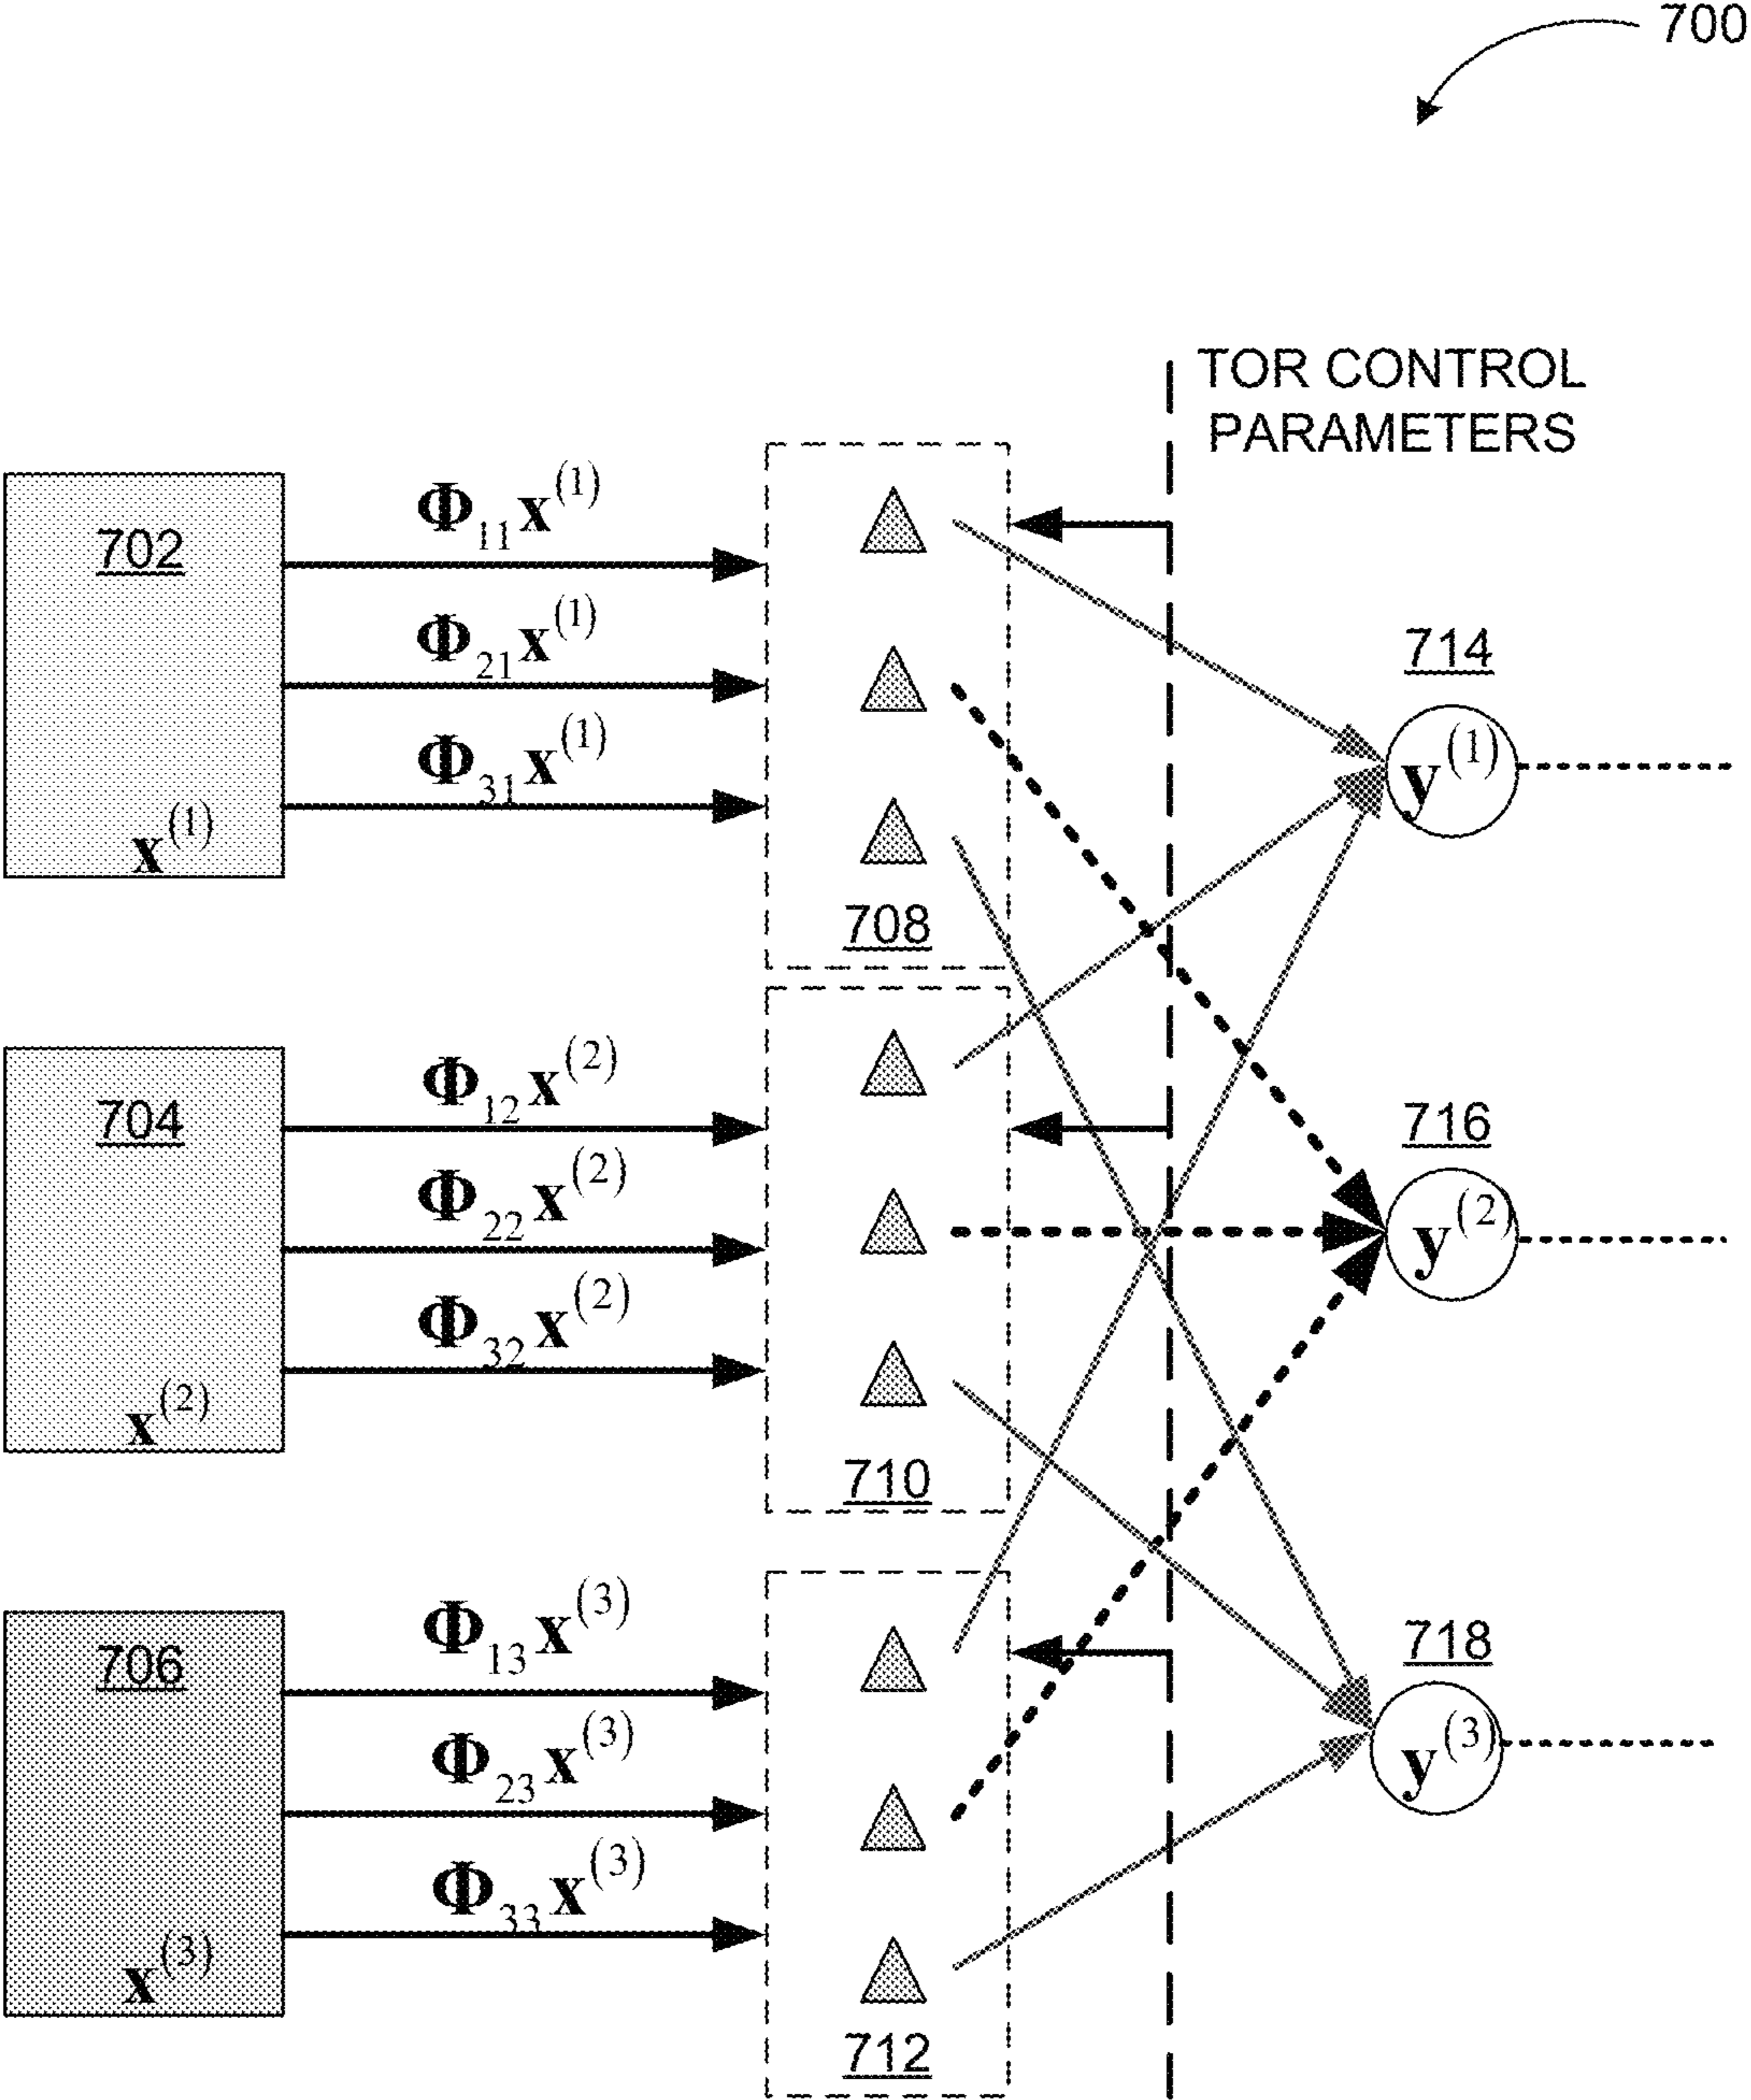 700
TOR CONTROL
PARAMETERS
702
x^(1)
Φ₁₁x^(1)
Φ₂₁x^(1)
Φ₃₁x^(1)
708
714
y^(1)
704
x^(2)
Φ₁₂x^(2)
Φ₂₂x^(2)
Φ₃₂x^(2)
710
716
y^(2)
706
x^(3)
Φ₁₃x^(3)
Φ₂₃x^(3)
Φ₃₃x^(3)
712
718
y^(3)